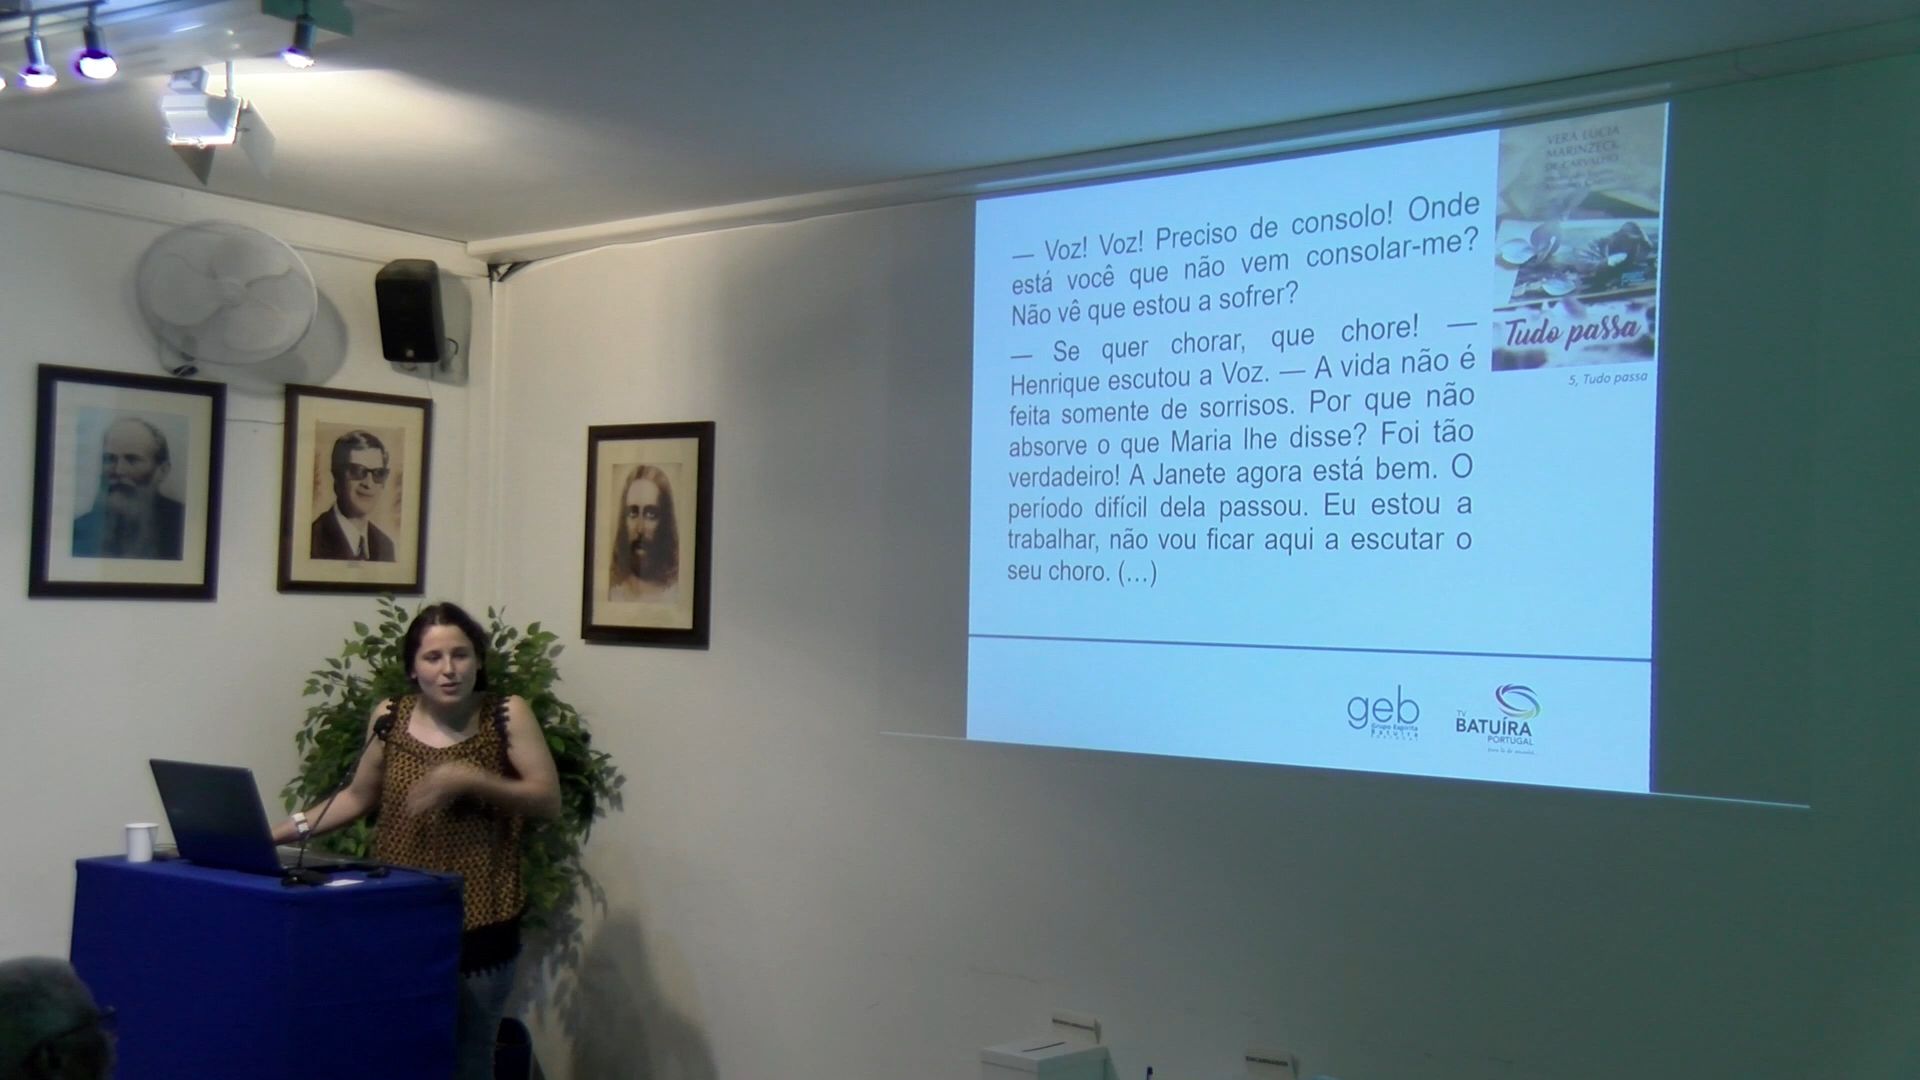 — Voz! Voz! Preciso de consolo! Onde
está você que não vem consolar-me?
Não vê que estou a sofrer?
— Se quer chorar, que chore! —
Henrique escutou a Voz. — A vida não é
feita somente de sorrisos. Por que não
absorve o que Maria lhe disse? Foi tão
verdadeiro! A Janete agora está bem. O
período difícil dela passou. Eu estou a
trabalhar, não vou ficar aqui a escutar o
seu choro. (…)
VERA LÚCIA
MARINZECK
DE CARVALHO
Tudo passa
5, Tudo passa
geb
Grupo Espírita
Batuíra
TV
BATUÍRA
PORTUGAL